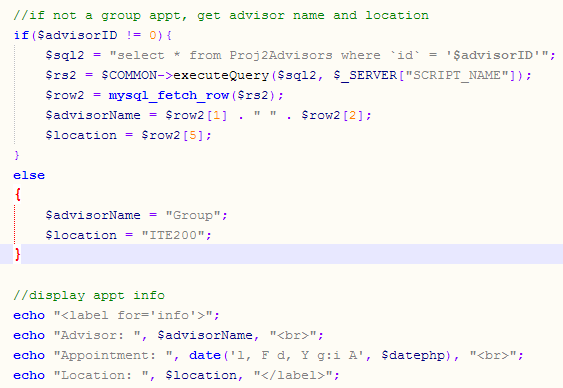 //if not a group appt, get advisor name and location
if($advisorID != 0){
$sql2 = "select * from Proj2Advisors where `id` = '$advisorID'";
$rs2 = $COMMON->executeQuery($sql2, $_SERVER["SCRIPT_NAME"]);
$row2 = mysql_fetch_row($rs2);
$advisorName = $row2[1] . " " . $row2[2];
$location = $row2[5];
}
else
{
$advisorName = "Group";
$location = "ITE200";
}
//display appt info
echo "<label for='info'>";
echo "Advisor: ", $advisorName, "<br>";
echo "Appointment: ", date('l, F d, Y g:i A', $datephp), "<br>";
echo "Location: ", $location, "</label>";